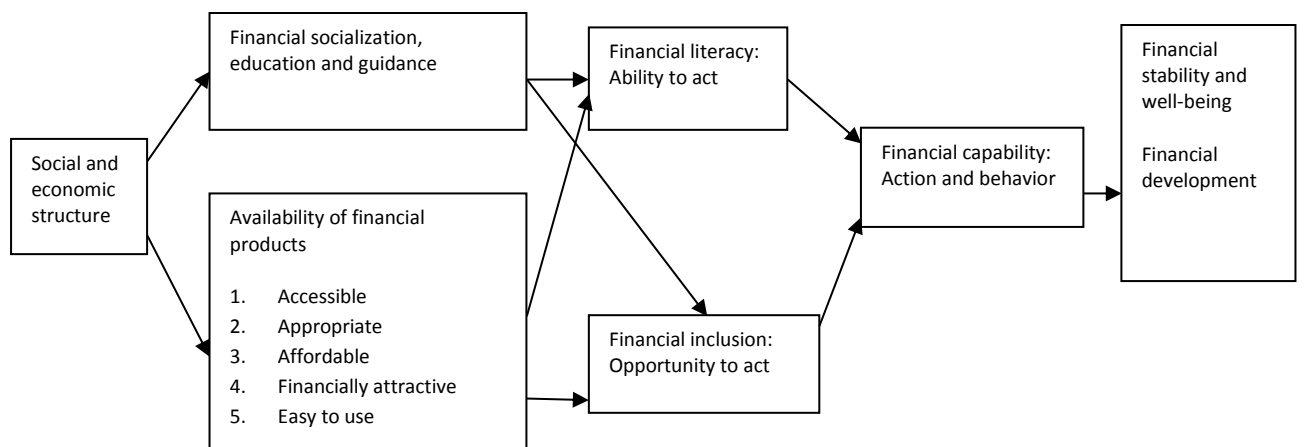 Social and
economic
structure
Financial socialization,
education and guidance
Availability of financial
products
1. Accessible
2. Appropriate
3. Affordable
4. Financially attractive
5. Easy to use
Financial literacy:
Ability to act
Financial inclusion:
Opportunity to act
Financial capability:
Action and behavior
Financial
stability and
well-being
Financial
development